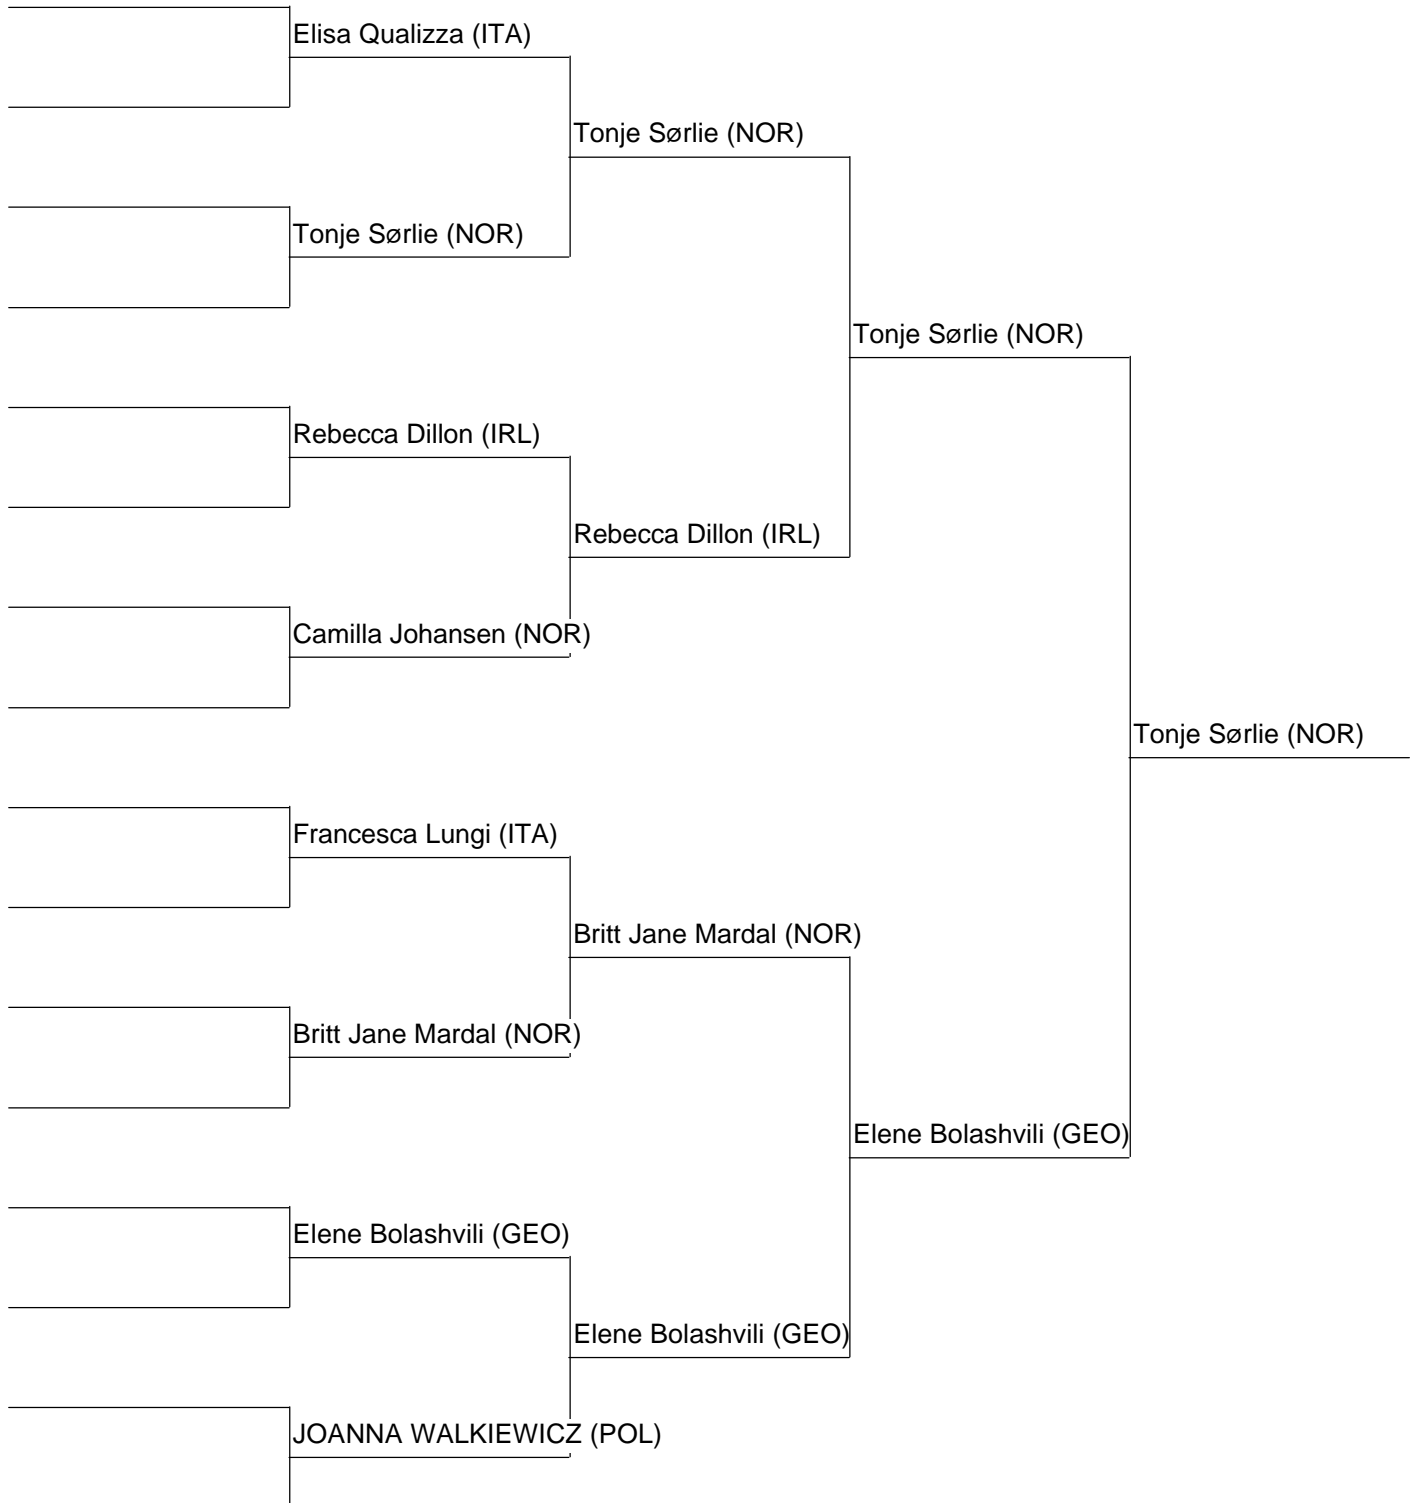 Elisa Qualizza (ITA)
Tonje Sørlie (NOR)
Tonje Sørlie (NOR)
Tonje Sørlie (NOR)
Rebecca Dillon (IRL)
Rebecca Dillon (IRL)
Camilla Johansen (NOR)
Tonje Sørlie (NOR)
Francesca Lungi (ITA)
Britt Jane Mardal (NOR)
Britt Jane Mardal (NOR)
Elene Bolashvili (GEO)
Elene Bolashvili (GEO)
Elene Bolashvili (GEO)
JOANNA WALKIEWICZ (POL)